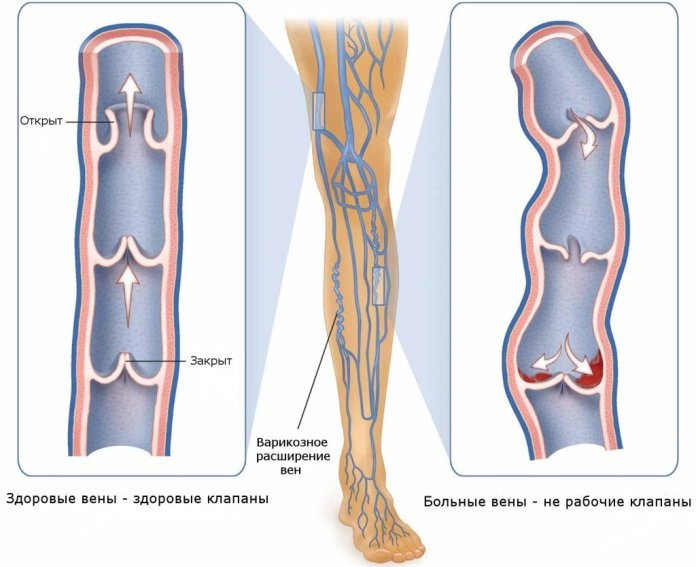 Открыт
Закрыт
Варикозное
расширение
вен
Здоровые вены - здоровые клапаны
Больные вены - не рабочие клапаны